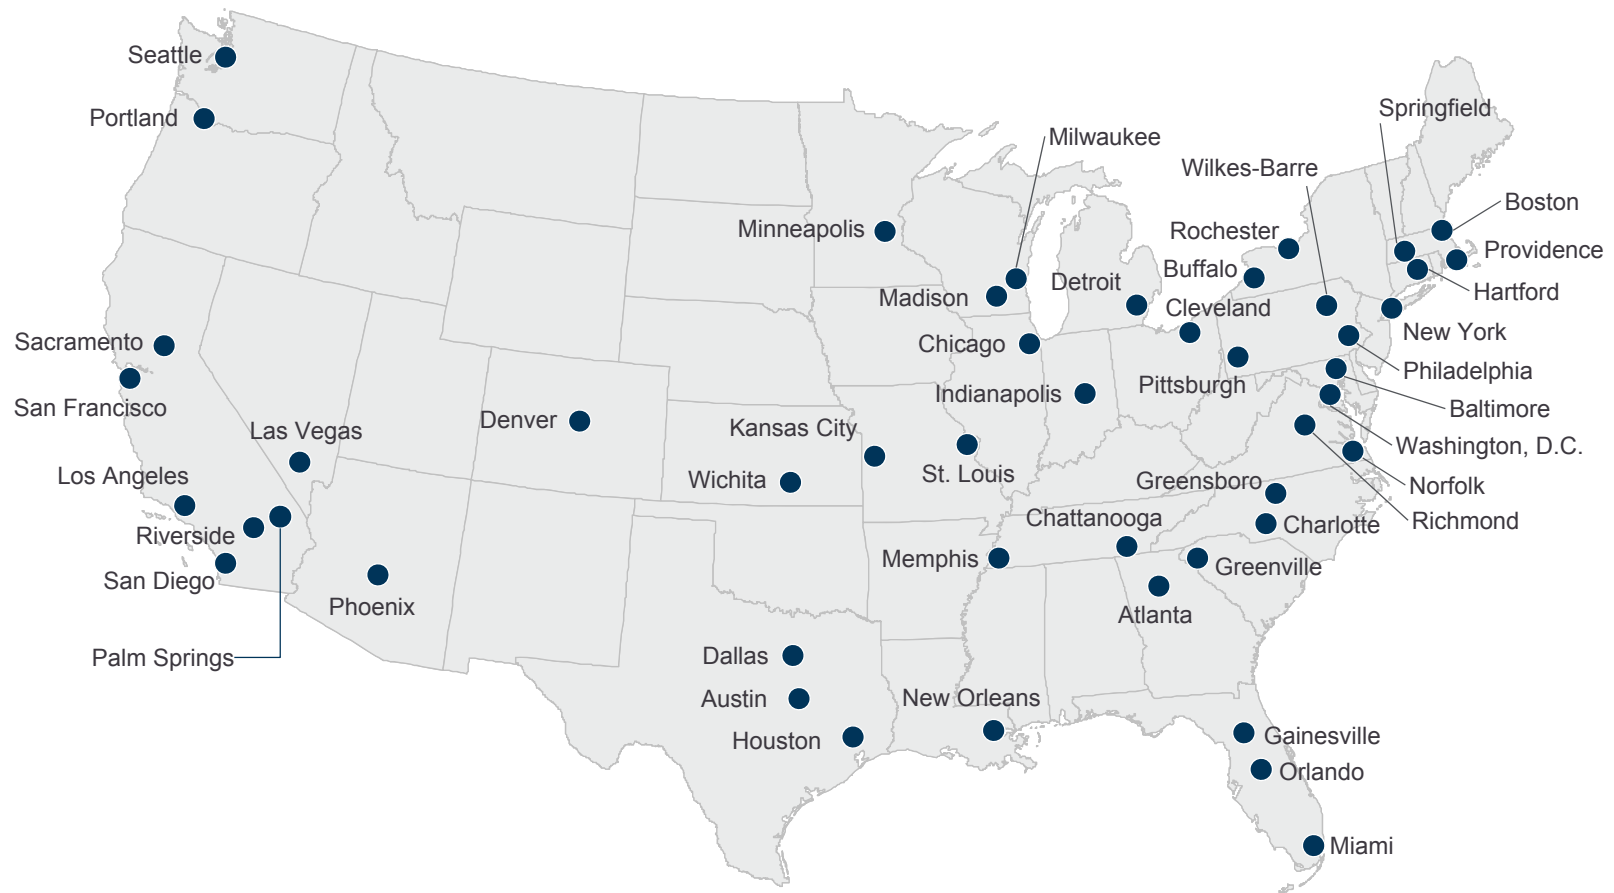 Seattle
Portland
Springfield
Milwaukee
Wilkes-Barre
Boston
Minneapolis
Rochester
Providence
Buffalo
Detroit
Hartford
Madison
Cleveland
New York
Sacramento
Chicago
Philadelphia
Pittsburgh
Indianapolis
San Francisco
Baltimore
Denver
Kansas City
Las Vegas
Washington, D.C.
St. Louis
Los Angeles
Wichita
Greensboro
Norfolk
Chattanooga
Richmond
Charlotte
Riverside
Memphis
Greenville
San Diego
Phoenix
Atlanta
Palm Springs
Dallas
Austin
New Orleans
Houston
Gainesville
Orlando
Miami